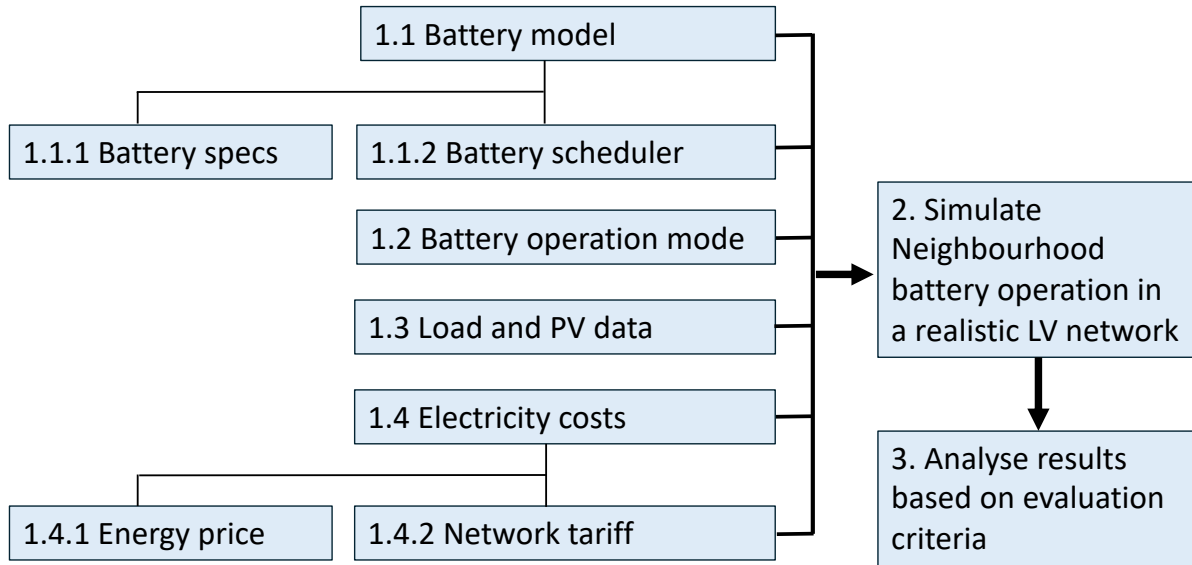 1.1 Battery model
1.1.1 Battery specs
1.1.2 Battery scheduler
1.2 Battery operation mode
1.3 Load and PV data
1.4 Electricity costs
1.4.1 Energy price
1.4.2 Network tariff
2. Simulate
Neighbourhood
battery operation in
a realistic LV network
3. Analyse results
based on evaluation
criteria